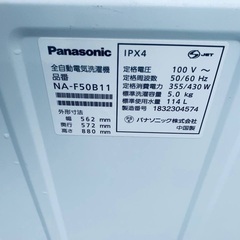 Panasonic
IPX4
JET
全自動電気洗濯機
品番
NA-F50B11
外形寸法
幅 562 mm
奥行 572 mm
高さ 880 mm
定格電圧 100 V ～
定格周波数 50/60 Hz
定格消費電力 355/430 W
標準洗濯容量 5.0 kg
標準使用水量 114 L
製造番号 1832304574
パナソニック株式会社
中国製